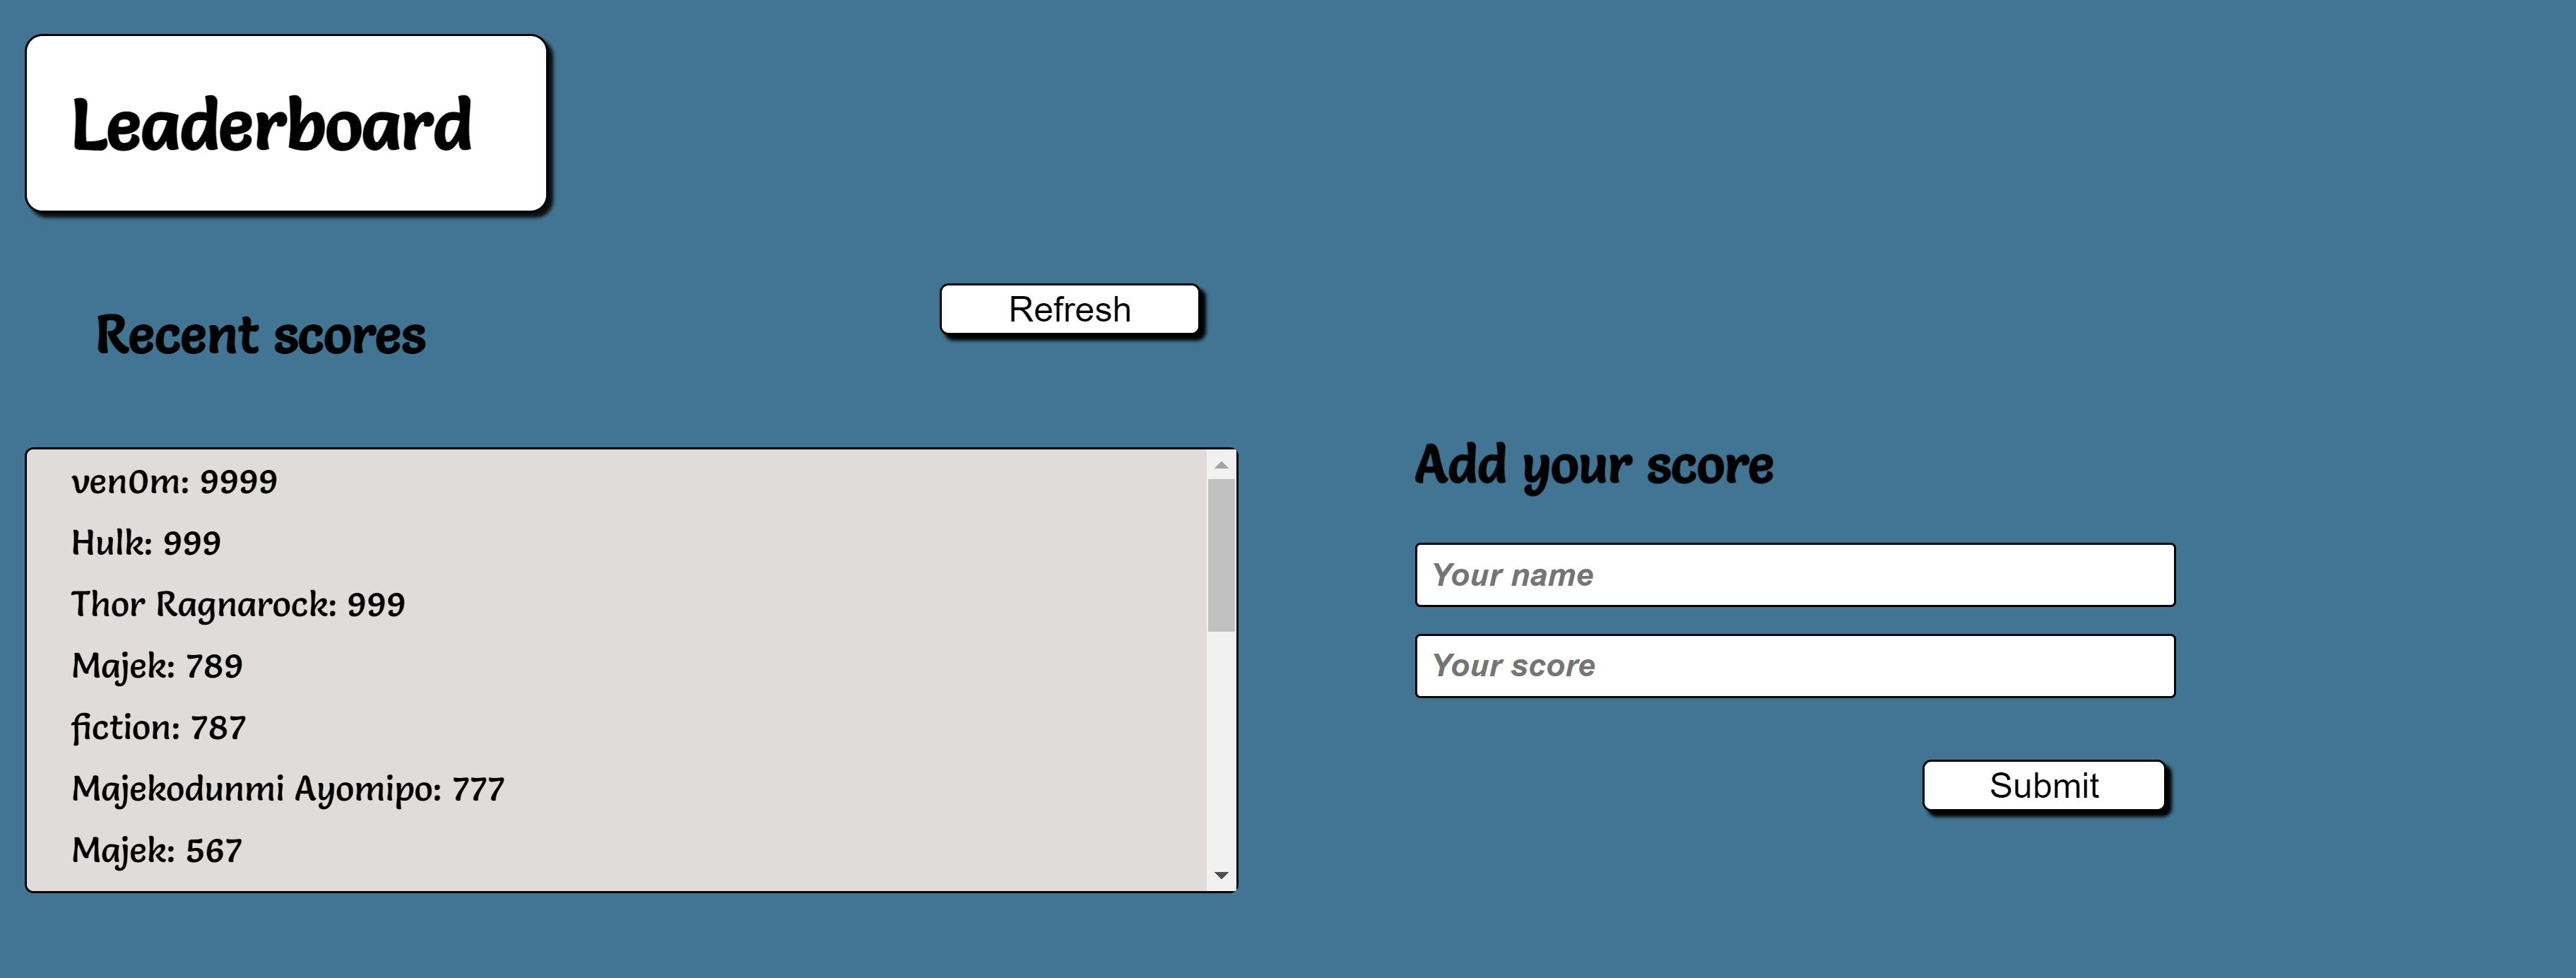 Leaderboard
Recent scores
Refresh
ven0m: 9999
Hulk: 999
Thor Ragnarock: 999
Majek: 789
fiction: 787
Majekodunmi Ayomipo: 777
Majek: 567
Add your score
Your name
Your score
Submit